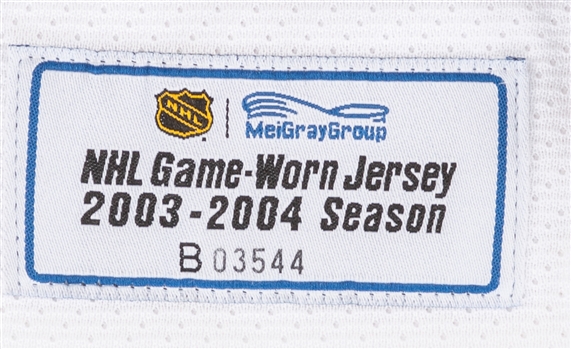 NHL MeiGrayGroup
NHL Game-Worn Jersey
2003-2004 Season
B 03544